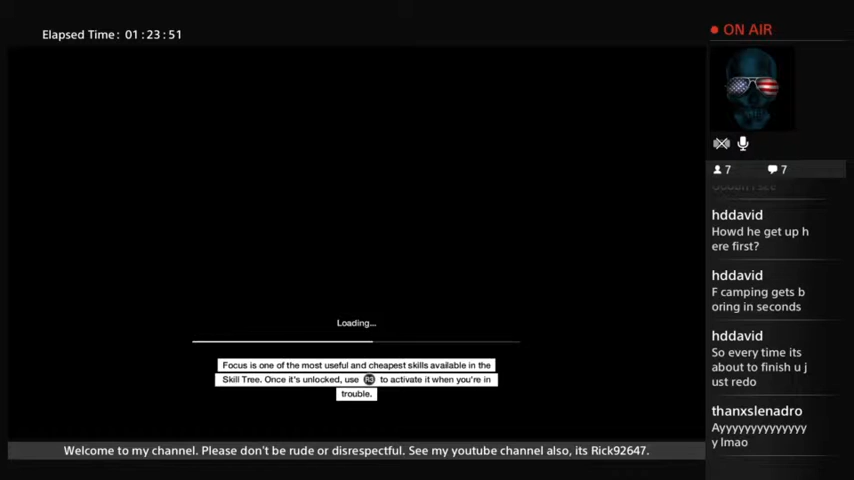 Elapsed Time: 01:23:51
ON AIR
7 7
hddavid
Howd he get up h
ere first?
hddavid
F camping gets b
oring in seconds
hddavid
So every time its
about to finish u j
ust redo
thanxslenadro
Ayyyyyyyyyyyyy
y lmao
Loading...
Focus is one of the most useful and cheapest skills available in the
Skill Tree. Once it's unlocked, use R3 to activate it when you're in
trouble.
Welcome to my channel. Please don't be rude or disrespectful. See my youtube channel also, its Rick92647.